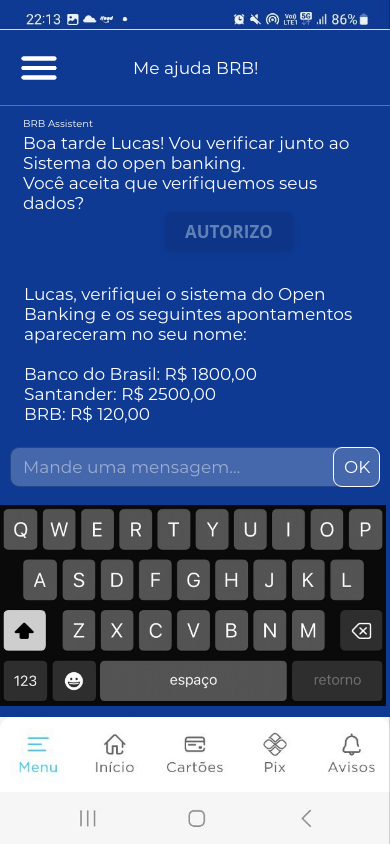 22:13
86%
Me ajuda BRB!
BRB Assistent
Boa tarde Lucas! Vou verificar junto ao
Sistema do open banking.
Você aceita que verifiquemos seus
dados?
AUTORIZO
Lucas, verifiquei o sistema do Open
Banking e os seguintes apontamentos
apareceram no seu nome:
Banco do Brasil: R$ 1800,00
Santander: R$ 2500,00
BRB: R$ 120,00
Mande uma mensagem... OK
Q W E R T Y U I O P
A S D F G H J K L
Z X C V B N M
123 espaço retorno
Menu Início Cartões Pix Avisos